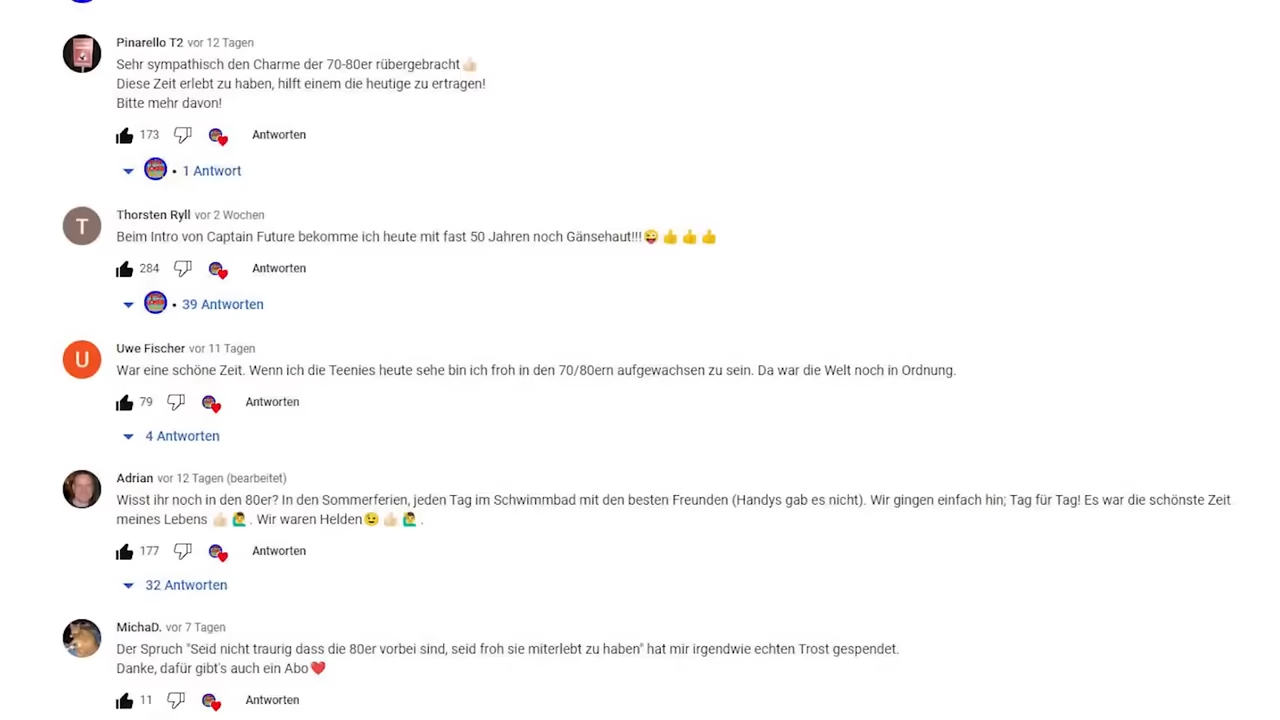 Pinarello T2 vor 12 Tagen
Sehr sympathisch den Charme der 70-80er rübergebracht👍🏻
Diese Zeit erlebt zu haben, hilft einem die heutige zu ertragen!
Bitte mehr davon!
173 Antworten
• 1 Antwort
T
Thorsten Ryll vor 2 Wochen
Beim Intro von Captain Future bekomme ich heute mit fast 50 Jahren noch Gänsehaut!!!😜👍👍👍
284 Antworten
• 39 Antworten
U
Uwe Fischer vor 11 Tagen
War eine schöne Zeit. Wenn ich die Teenies heute sehe bin ich froh in den 70/80ern aufgewachsen zu sein. Da war die Welt noch in Ordnung.
79 Antworten
4 Antworten
Adrian vor 12 Tagen (bearbeitet)
Wisst ihr noch in den 80er? In den Sommerferien, jeden Tag im Schwimmbad mit den besten Freunden (Handys gab es nicht). Wir gingen einfach hin; Tag für Tag! Es war die schönste Zeit
meines Lebens 👍🏻🙋‍♂️. Wir waren Helden😉👍🏻🙋‍♂️.
177 Antworten
32 Antworten
MichaD. vor 7 Tagen
Der Spruch "Seid nicht traurig dass die 80er vorbei sind, seid froh sie miterlebt zu haben" hat mir irgendwie echten Trost gespendet.
Danke, dafür gibt's auch ein Abo❤️
11 Antworten